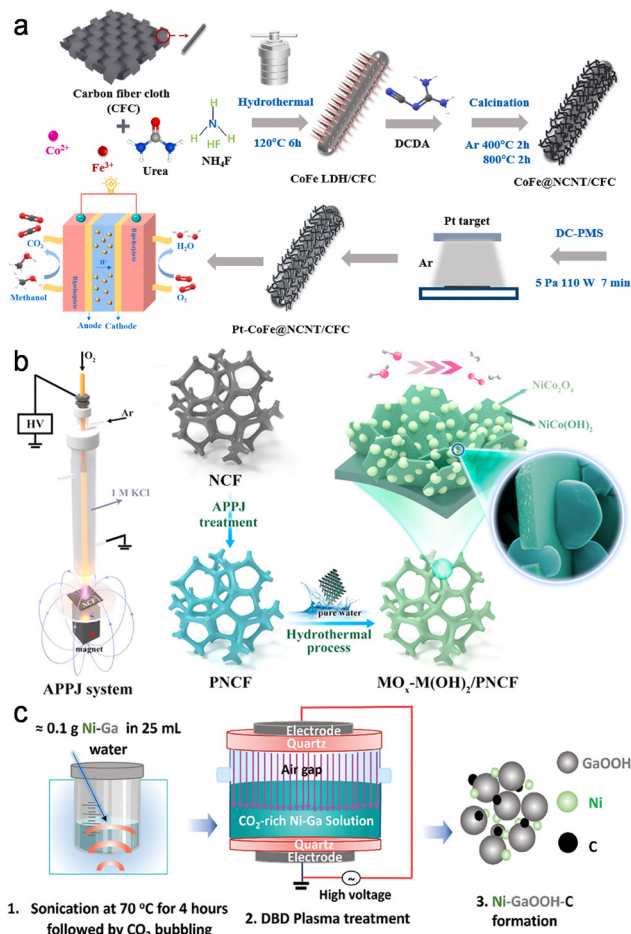 a
Carbon fiber cloth
(CFC)
Co²⁺
Fe³⁺
Urea
N
H
H
H
HF
NH₄F
Hydrothermal
120°C 6h
CoFe LDH/CFC
DCDA
Calcination
Ar 400°C 2h
800°C 2h
CoFe@NCNT/CFC
CO₂
Methanol
Bipolarplate
H⁺
Bipolarplate
H₂O
O₂
Anode
Cathode
Pt-CoFe@NCNT/CFC
Pt target
Ar
DC-PMS
5 Pa 110 W 7 min
b
O₂
HV
Ar
1 M KCl
NCF
magnet
APPJ system
NCF
APPJ
treatment
PNCF
pure water
Hydrothermal
process
NiCo₂O₄
NiCo(OH)₂
MOₓ-M(OH)₂/PNCF
c
≈ 0.1 g Ni-Ga in 25 mL
water
1. Sonication at 70 °C for 4 hours
followed by CO₂ bubbling
Electrode
Quartz
Air gap
CO₂-rich Ni-Ga Solution
Quartz
Electrode
~
High voltage
2. DBD Plasma treatment
GaOOH
Ni
C
3. Ni-GaOOH-C
formation